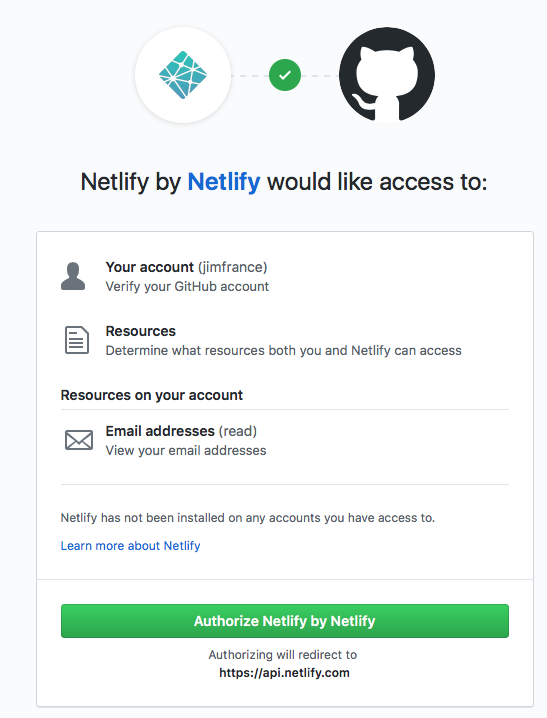 Netlify by Netlify would like access to:
Your account (jimfrance)
Verify your GitHub account
Resources
Determine what resources both you and Netlify can access
Resources on your account
Email addresses (read)
View your email addresses
Netlify has not been installed on any accounts you have access to.
Learn more about Netlify
Authorize Netlify by Netlify
Authorizing will redirect to
https://api.netlify.com